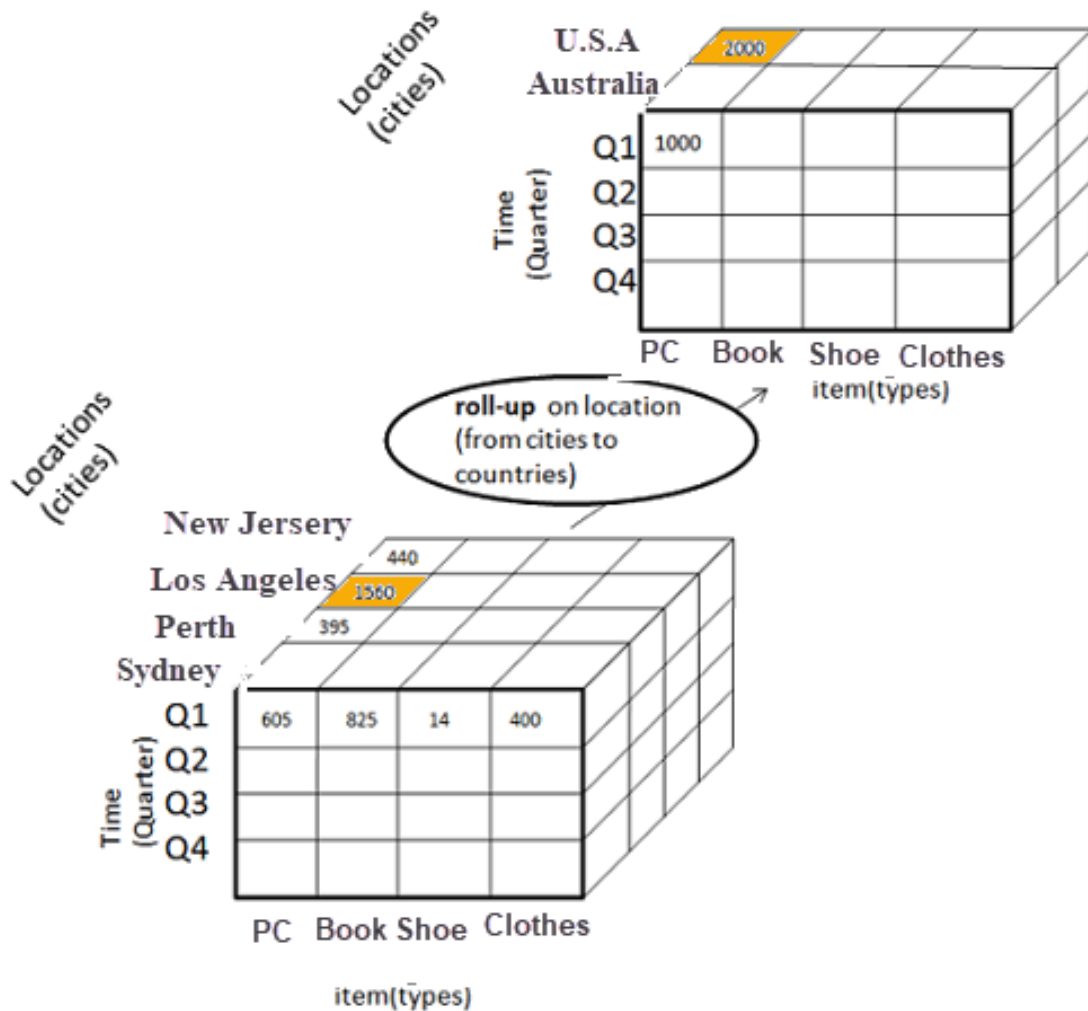 Locations
(cities)
U.S.A
2000
Australia
Q1
1000
Q2
Q3
Q4
Time
(Quarter)
PC Book Shoe Clothes
item(types)
roll-up on location
(from cities to
countries)
Locations
(cities)
New Jersery
440
Los Angeles
1560
Perth
395
Sydney
Q1
605 825 14 400
Q2
Q3
Q4
Time
(Quarter)
PC Book Shoe Clothes
item(types)